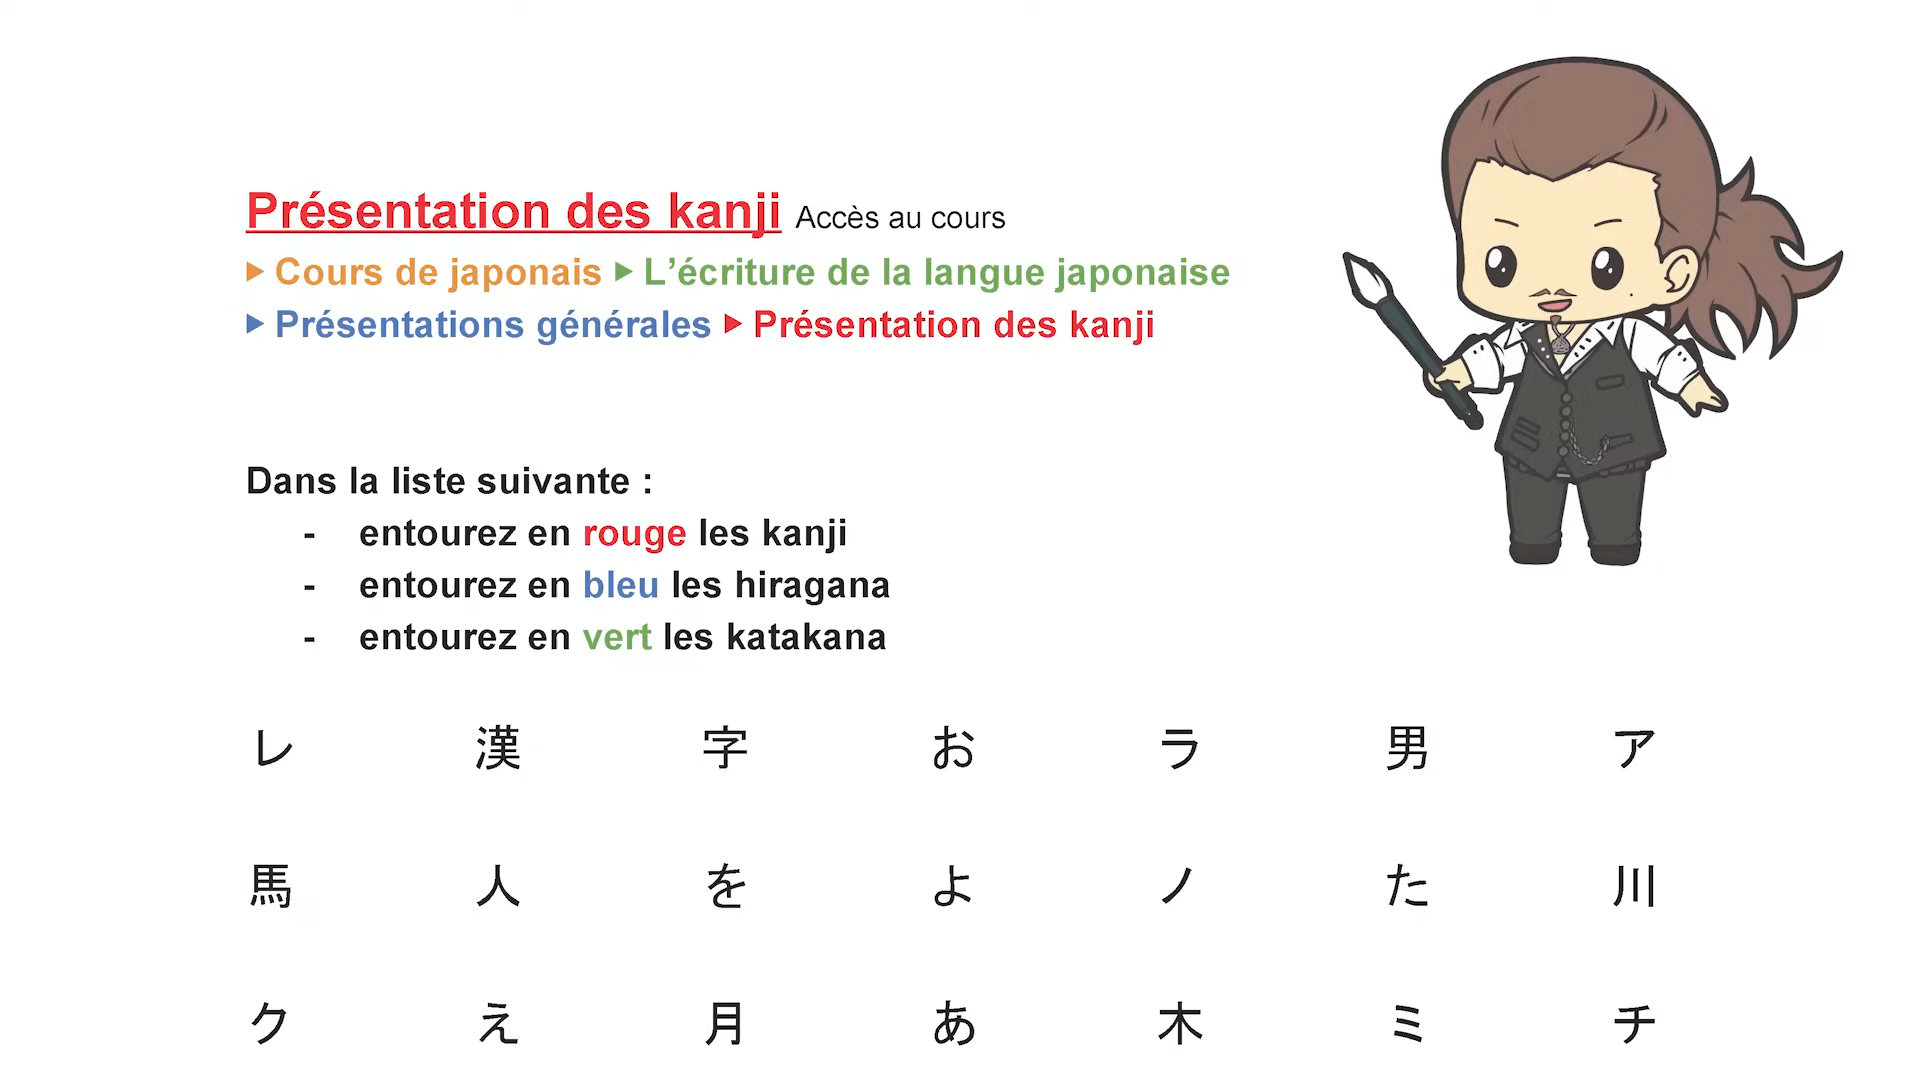 Présentation des kanji Accès au cours
▶ Cours de japonais ▶ L’écriture de la langue japonaise
▶ Présentations générales ▶ Présentation des kanji
Dans la liste suivante :
- entourez en rouge les kanji
- entourez en bleu les hiragana
- entourez en vert les katakana
レ 漢 字 お ラ 男 ア
馬 人 を よ ノ た 川
ク え 月 あ 木 ミ チ